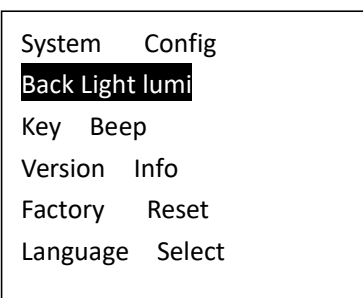 System Config
Back Light lumi
Key Beep
Version Info
Factory Reset
Language Select